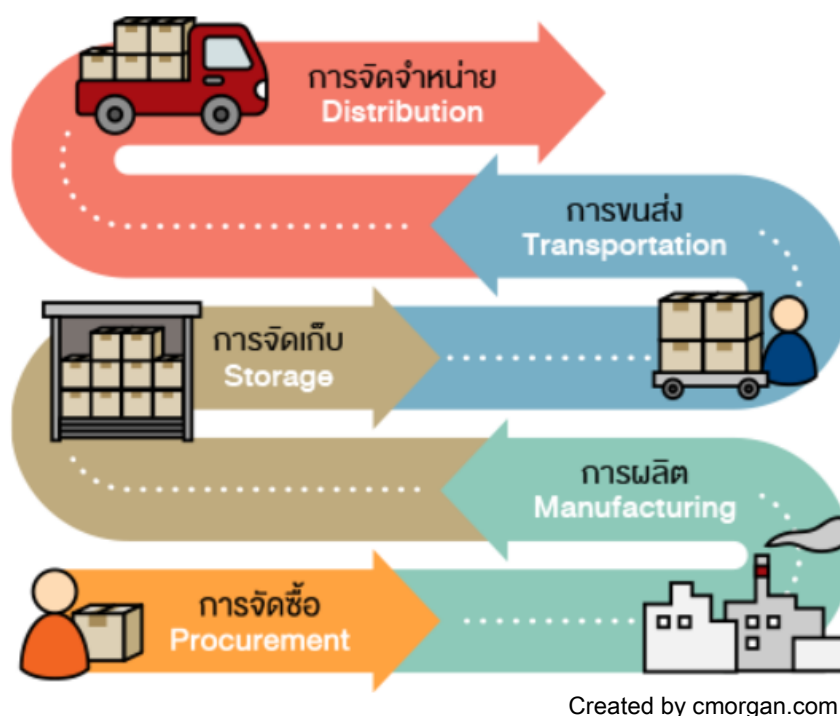 การจัดจำหน่าย
Distribution
การขนส่ง
Transportation
การจัดเก็บ
Storage
การผลิต
Manufacturing
การจัดซื้อ
Procurement
Created by cmorgan.com